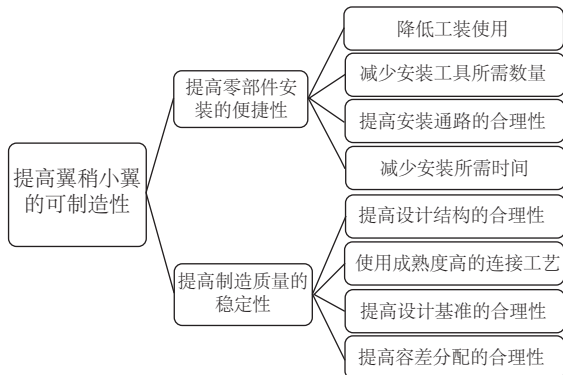 提高翼稍小翼
的可制造性
提高零部件安
装的便捷性
降低工装使用
减少安装工具所需数量
提高安装通路的合理性
减少安装所需时间
提高制造质量的
稳定性
提高设计结构的合理性
使用成熟度高的连接工艺
提高设计基准的合理性
提高容差分配的合理性